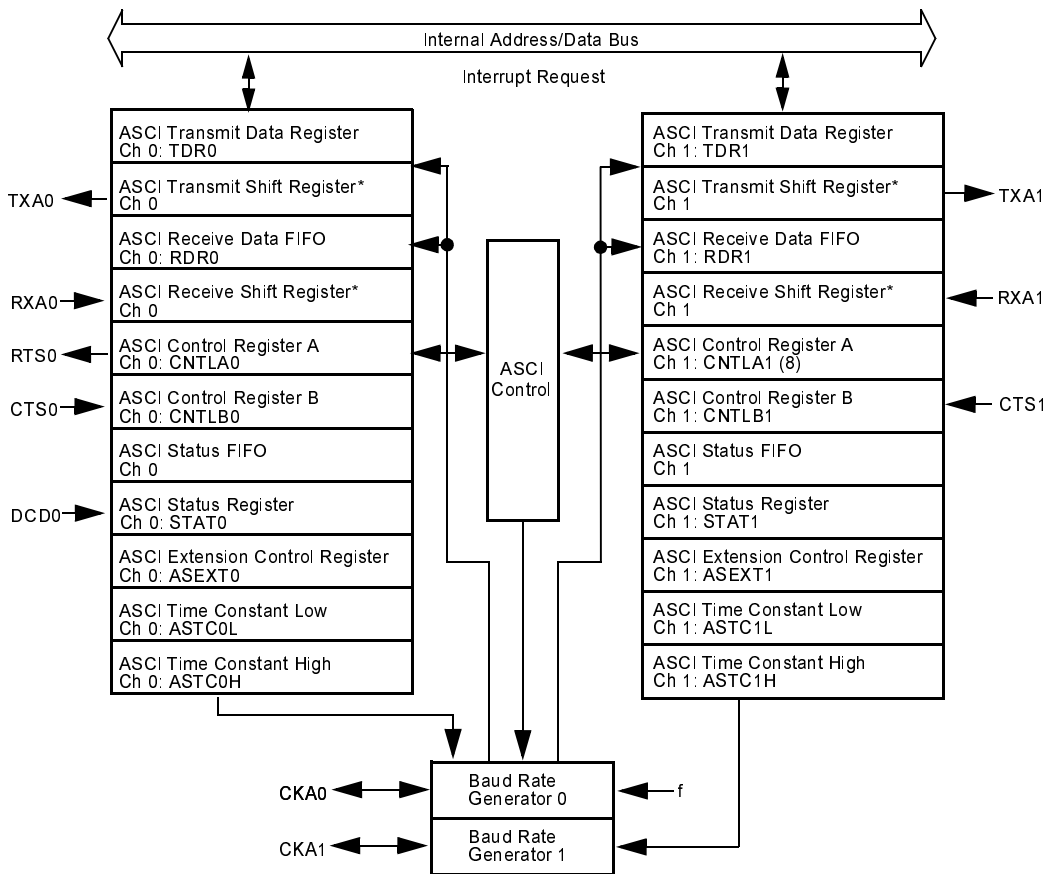 Internal Address/Data Bus
Interrupt Request
ASCI Transmit Data Register
Ch 0: TDR0
ASCI Transmit Shift Register*
Ch 0
ASCI Receive Data FIFO
Ch 0: RDR0
ASCI Receive Shift Register*
Ch 0
ASCI Control Register A
Ch 0: CNTLA0
ASCI Control Register B
Ch 0: CNTLB0
ASCI Status FIFO
Ch 0
ASCI Status Register
Ch 0: STAT0
ASCI Extension Control Register
Ch 0: ASEXT0
ASCI Time Constant Low
Ch 0: ASTC0L
ASCI Time Constant High
Ch 0: ASTC0H
TXA0
RXA0
RTS0
CTS0
DCD0
ASCI
Control
ASCI Transmit Data Register
Ch 1: TDR1
ASCI Transmit Shift Register*
Ch 1
ASCI Receive Data FIFO
Ch 1: RDR1
ASCI Receive Shift Register*
Ch 1
ASCI Control Register A
Ch 1: CNTLA1 (8)
ASCI Control Register B
Ch 1: CNTLB1
ASCI Status FIFO
Ch 1
ASCI Status Register
Ch 1: STAT1
ASCI Extension Control Register
Ch 1: ASEXT1
ASCI Time Constant Low
Ch 1: ASTC1L
ASCI Time Constant High
Ch 1: ASTC1H
TXA1
RXA1
CTS1
CKA0
Baud Rate
Generator 0
f
CKA1
Baud Rate
Generator 1